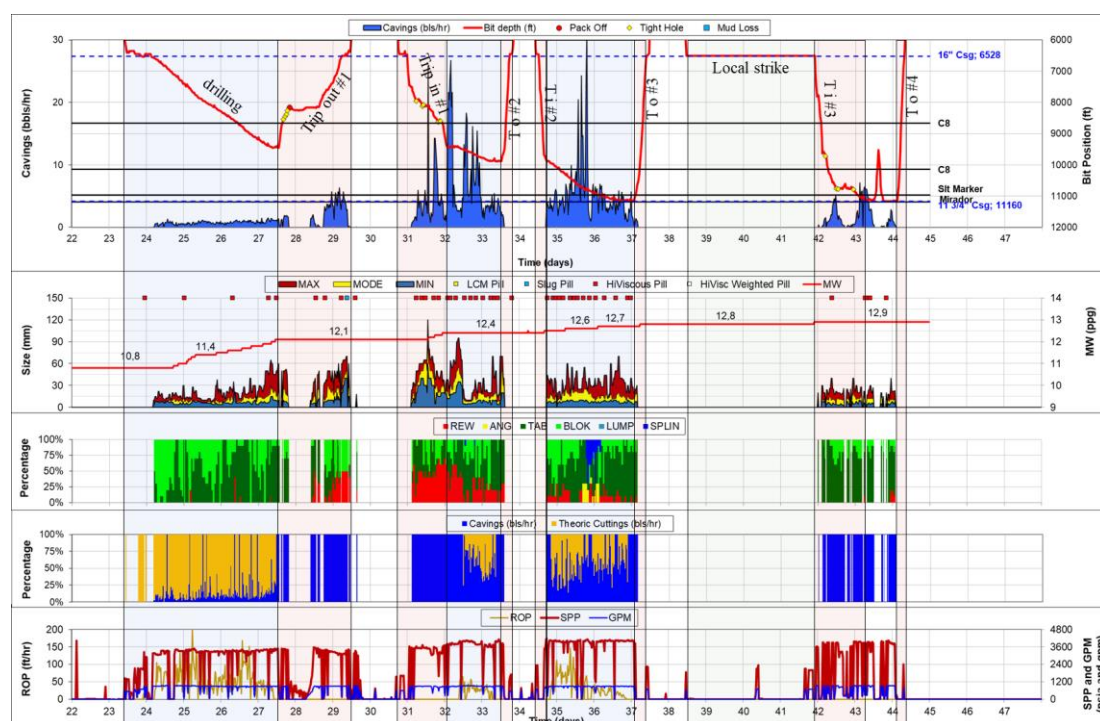 Cavings (bls/hr) Bit depth (ft) Pack Off Tight Hole Mud Loss
Cavings (bbls/hr)
30
20
10
0
drilling
Trip out #1
Trip in #1
T o #2
T i #2
T o #3
Local strike
T i #3
T o #4
6000
7000
8000
9000
10000
11000
12000
16" Csg; 6528
C8
C8
Slt Marker
Mirador
11 3/4" Csg; 11160
Bit Position (ft)
22 23 24 25 26 27 28 29 30 31 32 33 34 35 36 37 38 39 40 41 42 43 44 45 46 47 48
Time (days)
MAX MODE MIN LCM Pill Slug Pill HiViscous Pill HiVisc Weighted Pill MW
Size (mm)
150
120
90
60
30
0
10,8
11,4
12,1
12,4
12,6
12,7
12,8
12,9
14
13
12
11
10
9
MW (ppg)
REW ANG TAB BLOK LUMP SPLIN
Percentage
100%
75%
50%
25%
0%
Cavings (bls/hr) Theoric Cuttings (bls/hr)
Percentage
100%
75%
50%
25%
0%
ROP SPP GPM
ROP (ft/hr)
200
150
100
50
0
4800
3600
2400
1200
0
SPP and GPM
(psia and gpm)
22 23 24 25 26 27 28 29 30 31 32 33 34 35 36 37 38 39 40 41 42 43 44 45 46 47 48
Time (days)